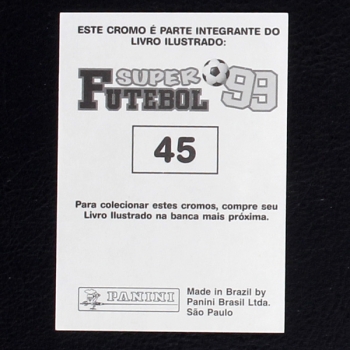 ESTE CROMO É PARTE INTEGRANTE DO
LIVRO ILUSTRADO:
SUPER
FUTEBOL '99
45
Para colecionar estes cromos, compre seu
Livro Ilustrado na banca mais próxima.
PANINI
Made in Brazil by
Panini Brasil Ltda.
São Paulo